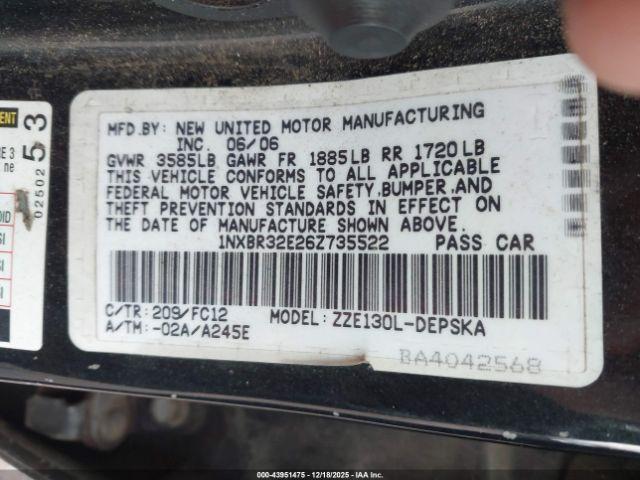 MFD.BY: NEW UNITED MOTOR MANUFACTURING
INC. 06/06
GVWR 3585LB GAWR FR 1885LB RR 1720LB
THIS VEHICLE CONFORMS TO ALL APPLICABLE
FEDERAL MOTOR VEHICLE SAFETY,BUMPER,AND
THEFT PREVENTION STANDARDS IN EFFECT ON
THE DATE OF MANUFACTURE SHOWN ABOVE.
1NXBR32E26Z735522 PASS CAR
C/TR: 209/FC12 MODEL: ZZE130L-DEPSKA
A/TM: -02A/A245E
BA4042568
02502
53
000-43951475 | 12/18/2025 | IAA Inc.